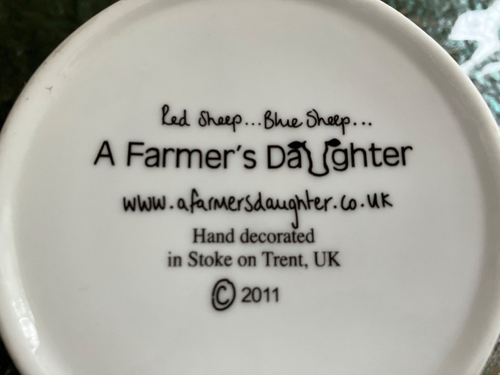 Red Sheep...Blue Sheep...
A Farmer's Daughter
www.afarmersdaughter.co.uk
Hand decorated
in Stoke on Trent, UK
© 2011